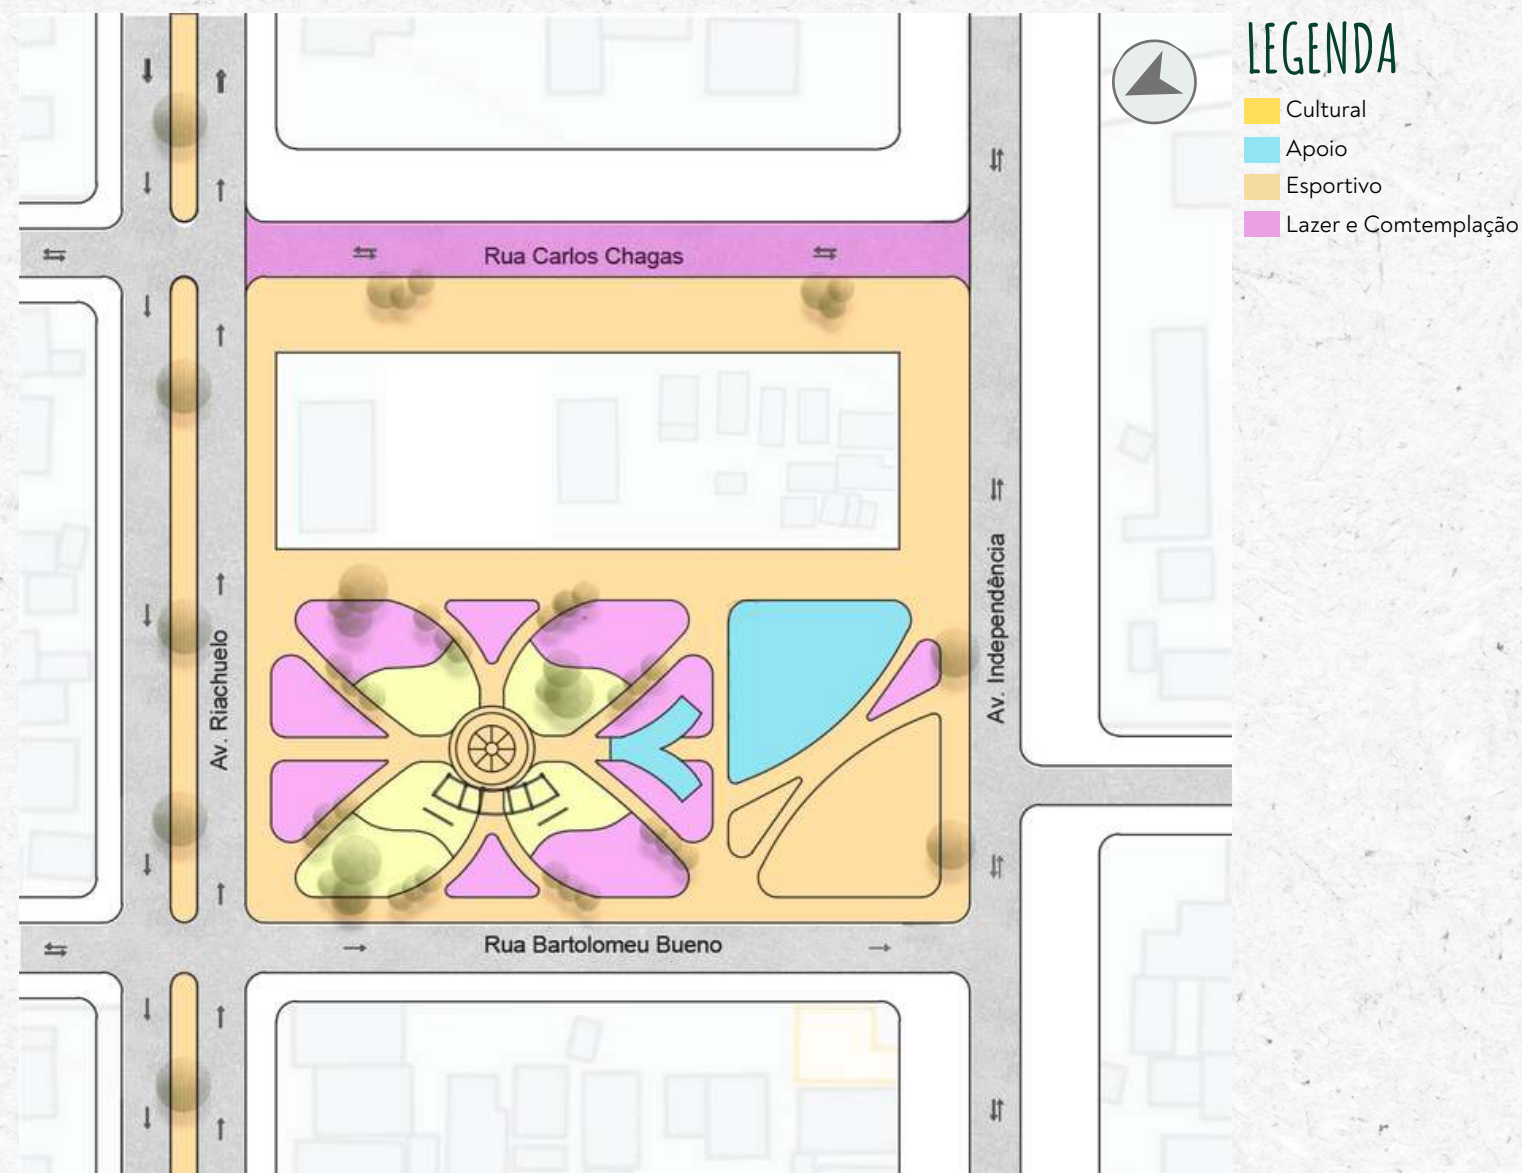 LEGENDA
Cultural
Apoio
Esportivo
Lazer e Comtemplação
Rua Carlos Chagas
Av. Riachuelo
Av. Independência
Rua Bartolomeu Bueno